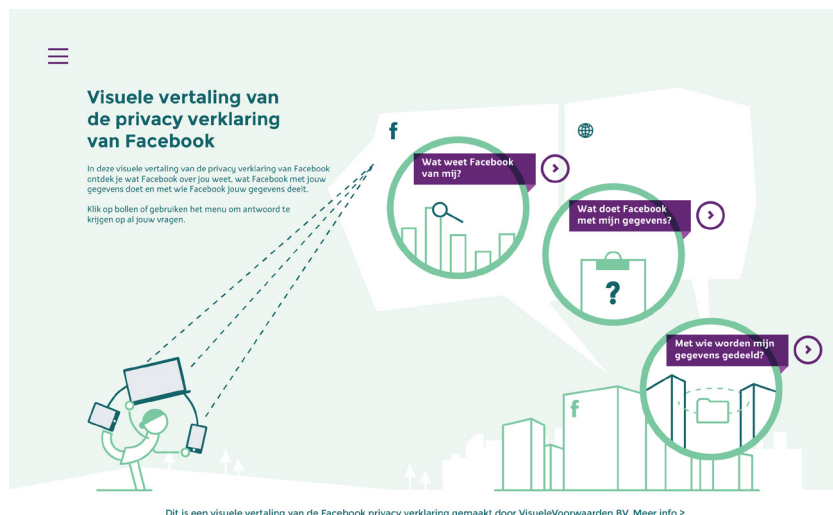 Visuele vertaling van
de privacy verklaring
van Facebook
In deze visuele vertaling van de privacy verklaring van Facebook
ontdek je wat Facebook over jou weet, wat Facebook met jouw
gegevens doet en met wie Facebook jouw gegevens deelt.
Klik op bollen of gebruiken het menu om antwoord te
krijgen op al jouw vragen.
f
Wat weet Facebook
van mij?
Wat doet Facebook
met mijn gegevens?
?
Met wie worden mijn
gegevens gedeeld?
f
Dit is een visuele vertaling van de Facebook privacy verklaring gemaakt door VisueleVoorwaarden BV. Meer info >